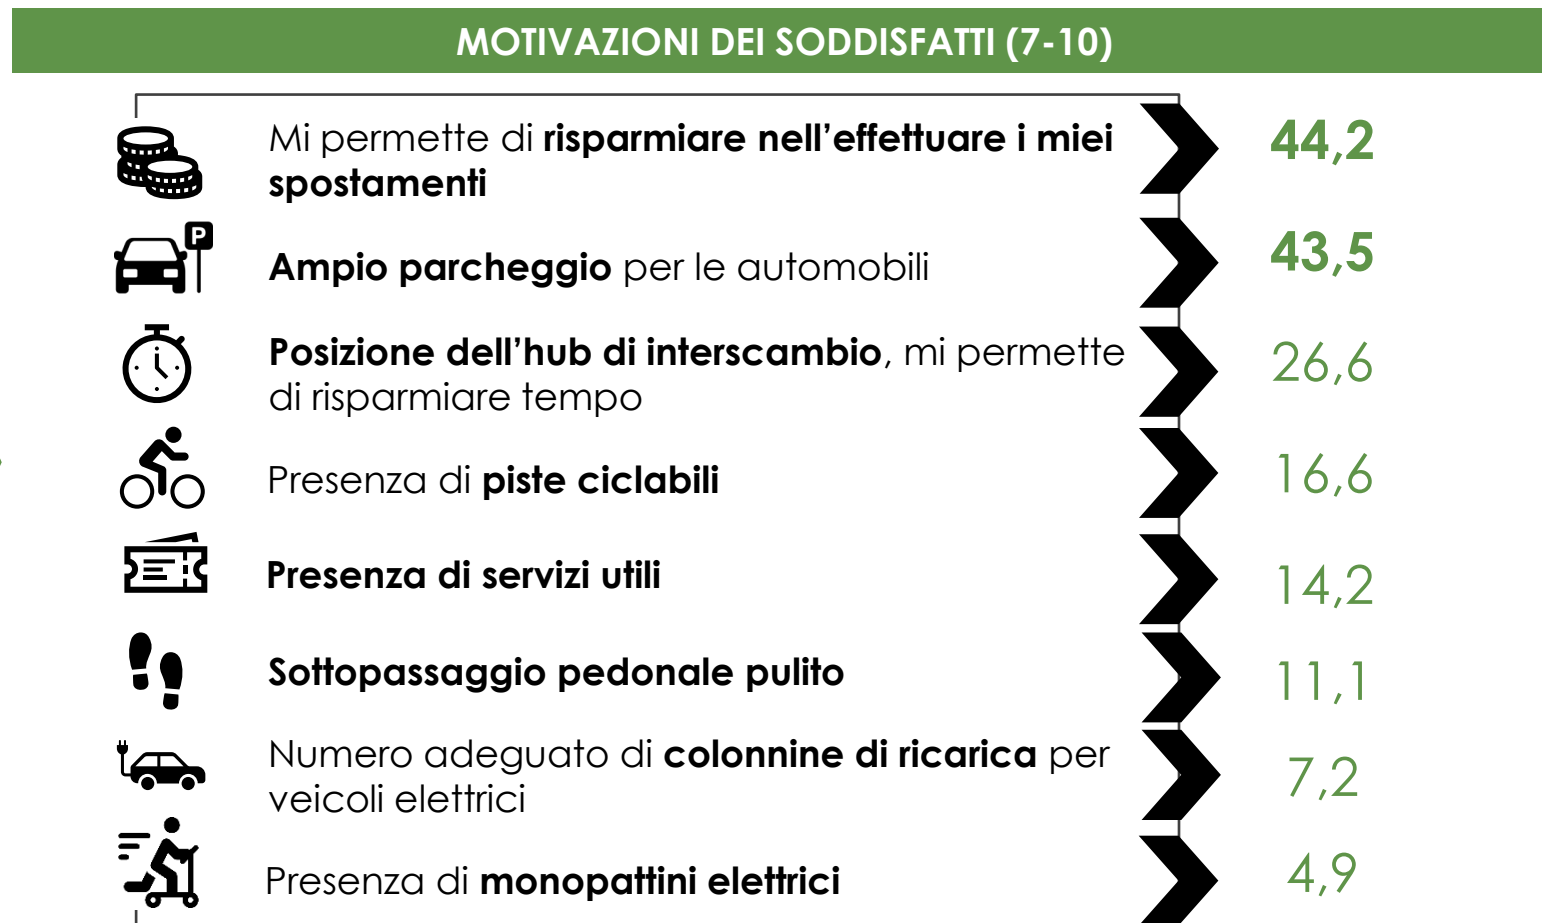 MOTIVAZIONI DEI SODDISFATTI (7-10)
Mi permette di risparmiare nell’effettuare i miei
spostamenti
44,2
P
Ampio parcheggio per le automobili
43,5
Posizione dell’hub di interscambio, mi permette
di risparmiare tempo
26,6
Presenza di piste ciclabili
16,6
Presenza di servizi utili
14,2
Sottopassaggio pedonale pulito
11,1
Numero adeguato di colonnine di ricarica per
veicoli elettrici
7,2
Presenza di monopattini elettrici
4,9